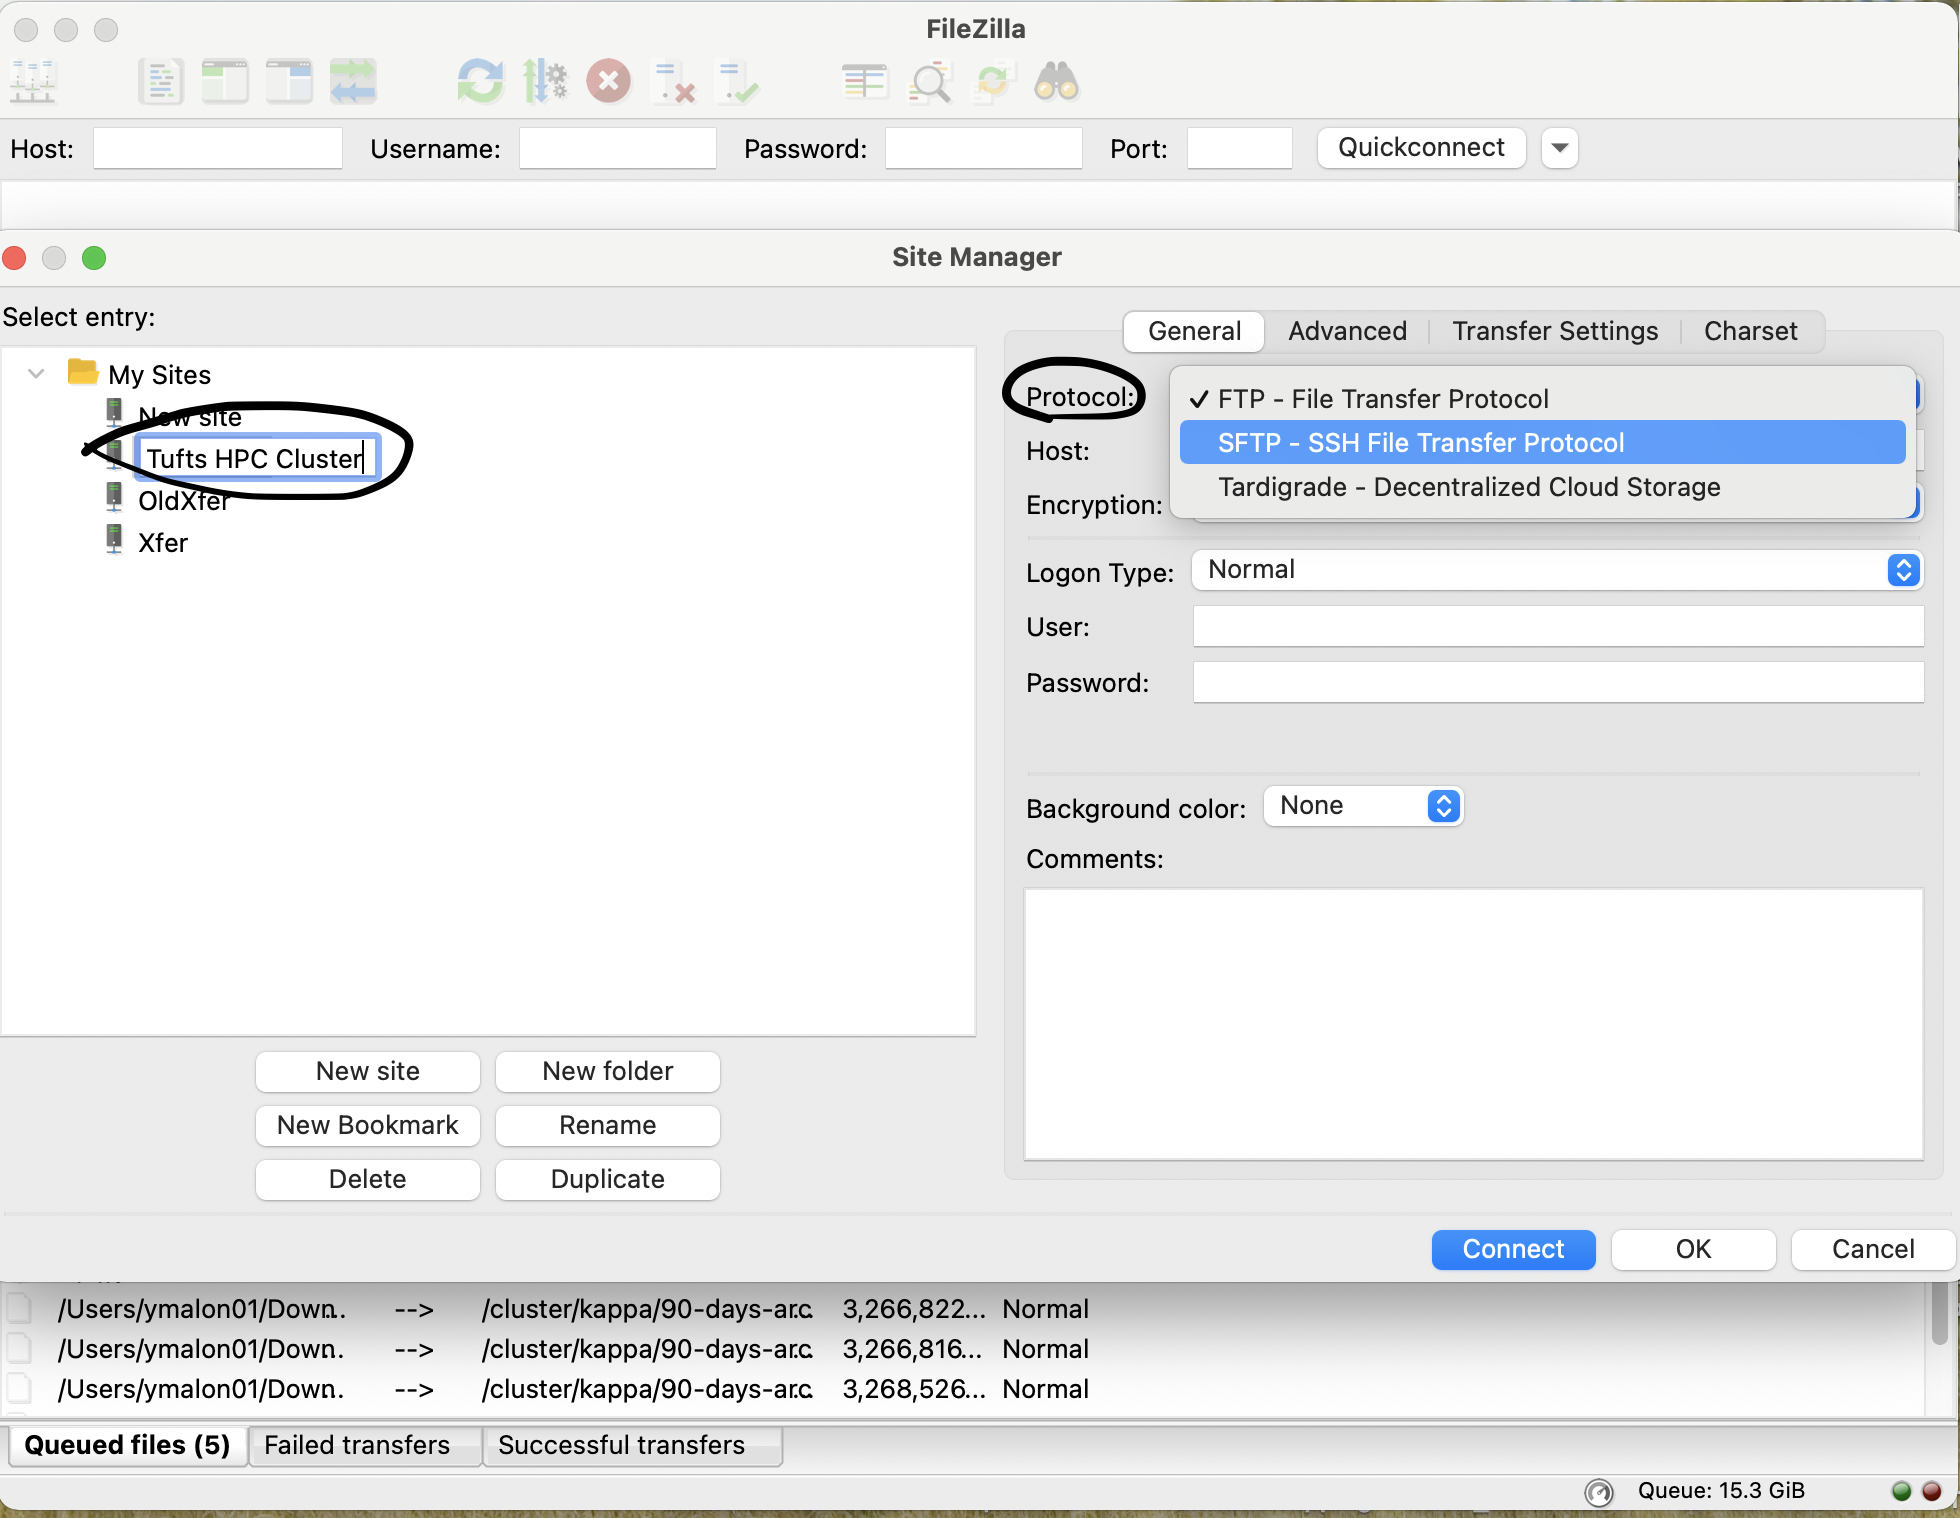 FileZilla
Host: Username: Password: Port: Quickconnect
Site Manager
Select entry:
General Advanced Transfer Settings Charset
My Sites
New site
Tufts HPC Cluster
OldXfer
Xfer
Protocol:
✓ FTP - File Transfer Protocol
SFTP - SSH File Transfer Protocol
Tardigrade - Decentralized Cloud Storage
Host:
Encryption:
Logon Type: Normal
User:
Password:
Background color: None
Comments:
New site New folder
New Bookmark Rename
Delete Duplicate
Connect OK Cancel
/Users/ymalon01/Down... --> /cluster/kappa/90-days-arc... 3,266,822... Normal
/Users/ymalon01/Down... --> /cluster/kappa/90-days-arc... 3,266,816... Normal
/Users/ymalon01/Down... --> /cluster/kappa/90-days-arc... 3,268,526... Normal
Queued files (5) Failed transfers Successful transfers
Queue: 15.3 GiB